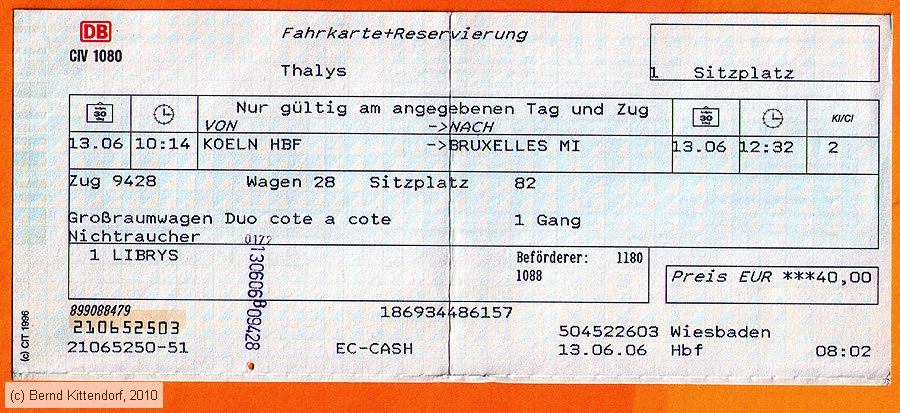 DB
CIV 1080
Fahrkarte+Reservierung
Thalys
1 Sitzplatz
Nur gültig am angegebenen Tag und Zug
VON ->NACH
Kl/Cl
13.06 10:14 KOELN HBF ->BRUXELLES MI 13.06 12:32 2
Zug 9428 Wagen 28 Sitzplatz 82
Großraumwagen Duo cote a cote 1 Gang
Nichtraucher
1 LIBRYS
Beförderer: 1180
1088
Preis EUR ***40,00
0172
130606B09428
899088479
210652503
186934486157
504522603 Wiesbaden
21065250-51 EC-CASH 13.06.06 Hbf 08:02
(c) CIT 1996
(c) Bernd Kittendorf, 2010